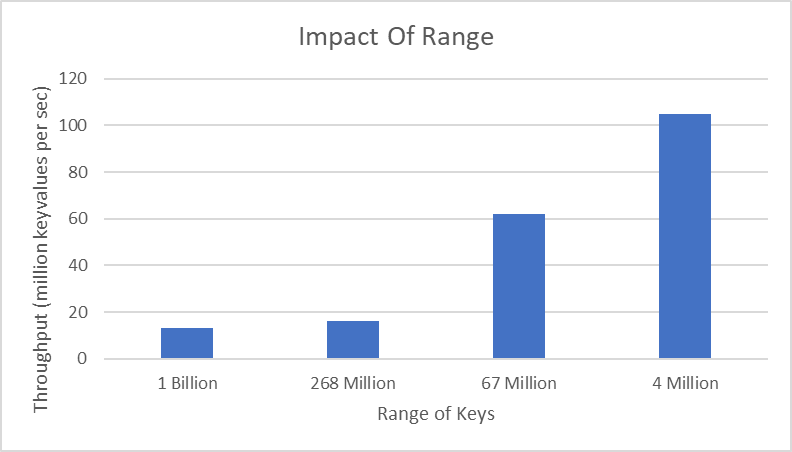 Impact Of Range
Throughput (million keyvalues per sec)
120
100
80
60
40
20
0
1 Billion
268 Million
67 Million
4 Million
Range of Keys